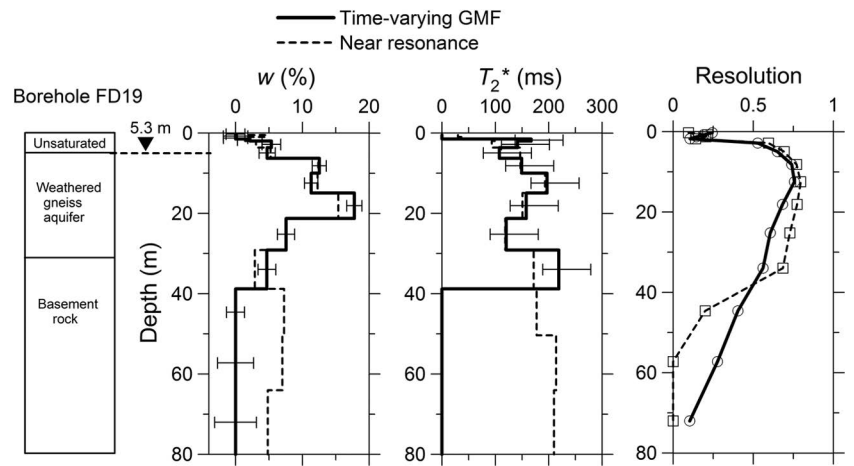 Time-varying GMF
Near resonance
Borehole FD19
w (%)
T2* (ms)
Resolution
5.3 m
Unsaturated
Weathered
gneiss
aquifer
Basement
rock
Depth (m)
0 10 20
0 100 200 300
0 0.5 1
0
20
40
60
80
0
20
40
60
80
0
20
40
60
80